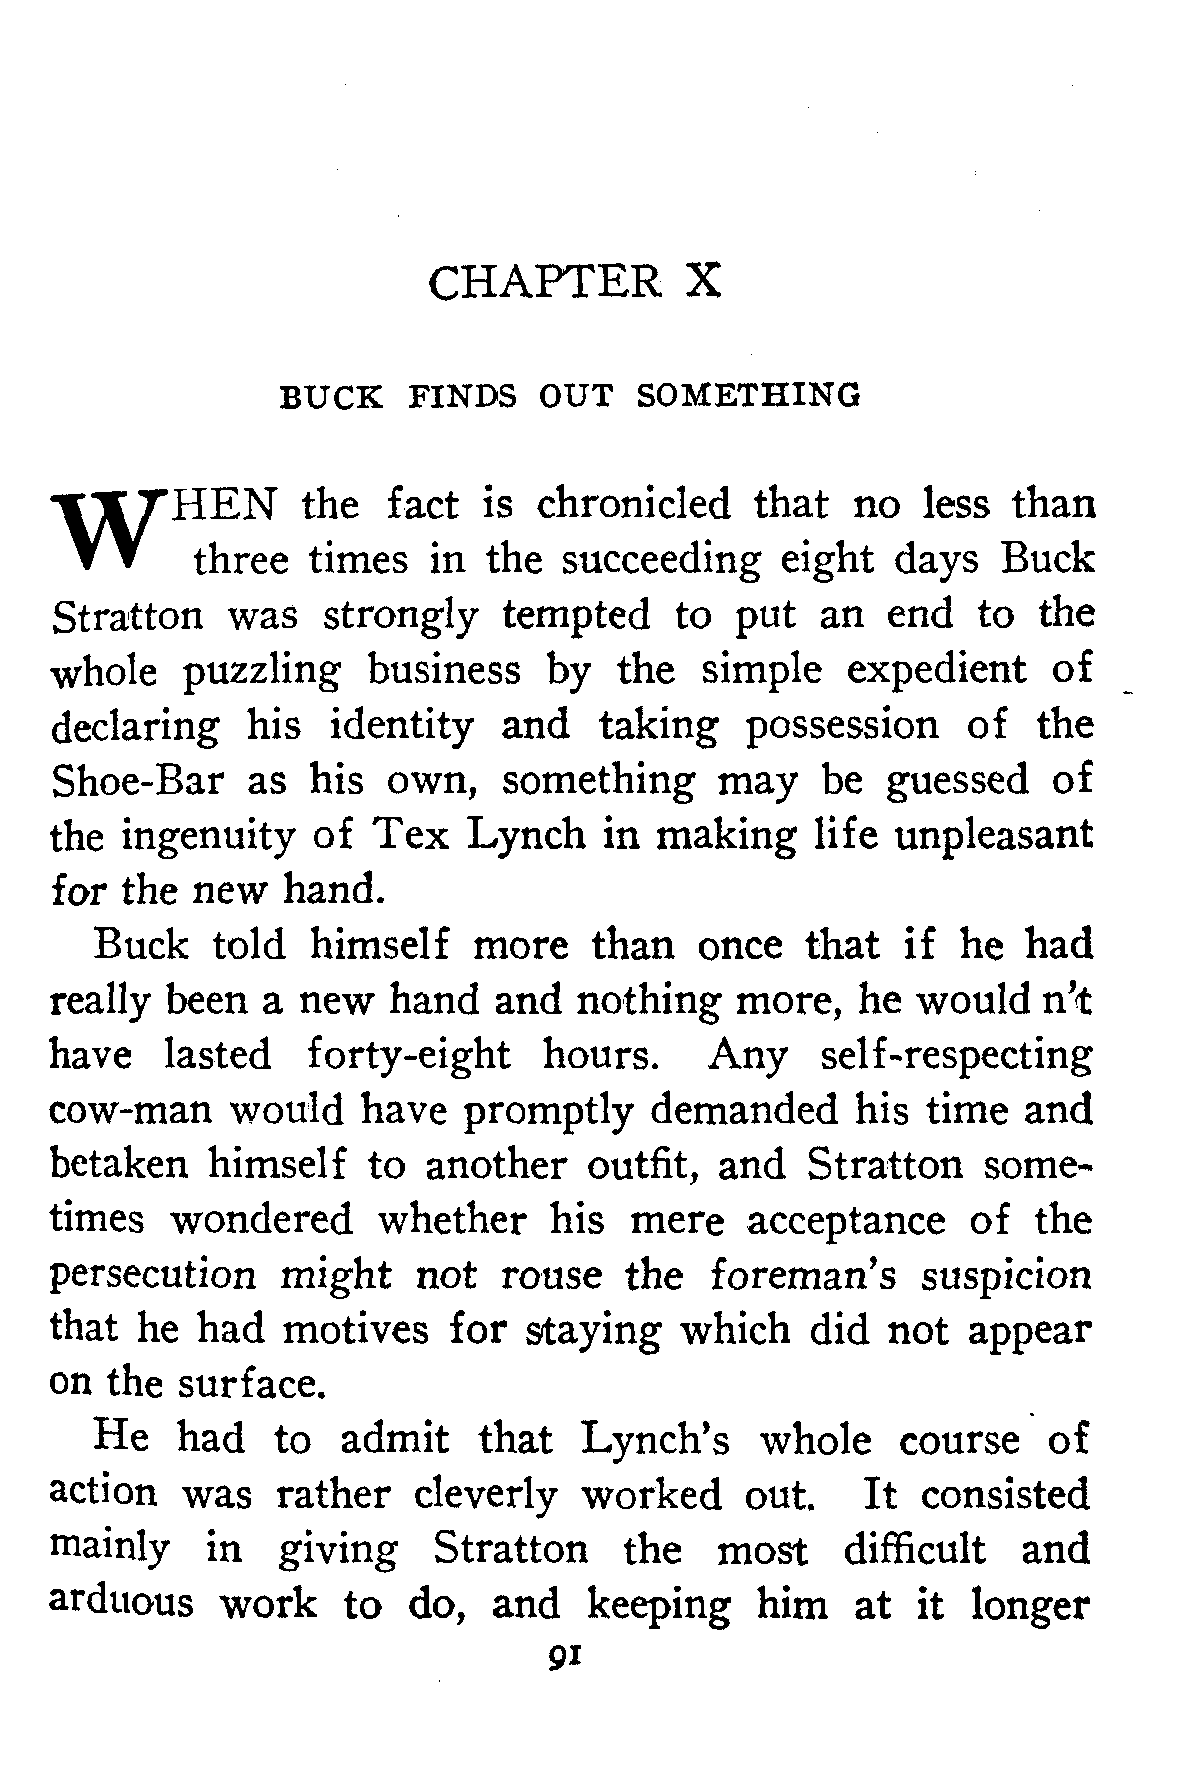 CHAPTER X
BUCK FINDS OUT SOMETHING
WHEN the fact is chronicled that no less than
three times in the succeeding eight days Buck
Stratton was strongly tempted to put an end to the
whole puzzling business by the simple expedient of
declaring his identity and taking possession of the
Shoe-Bar as his own, something may be guessed of
the ingenuity of Tex Lynch in making life unpleasant
for the new hand.
Buck told himself more than once that if he had
really been a new hand and nothing more, he would n't
have lasted forty-eight hours. Any self-respecting
cow-man would have promptly demanded his time and
betaken himself to another outfit, and Stratton some-
times wondered whether his mere acceptance of the
persecution might not rouse the foreman's suspicion
that he had motives for staying which did not appear
on the surface.
He had to admit that Lynch's whole course of
action was rather cleverly worked out. It consisted
mainly in giving Stratton the most difficult and
arduous work to do, and keeping him at it longer
91